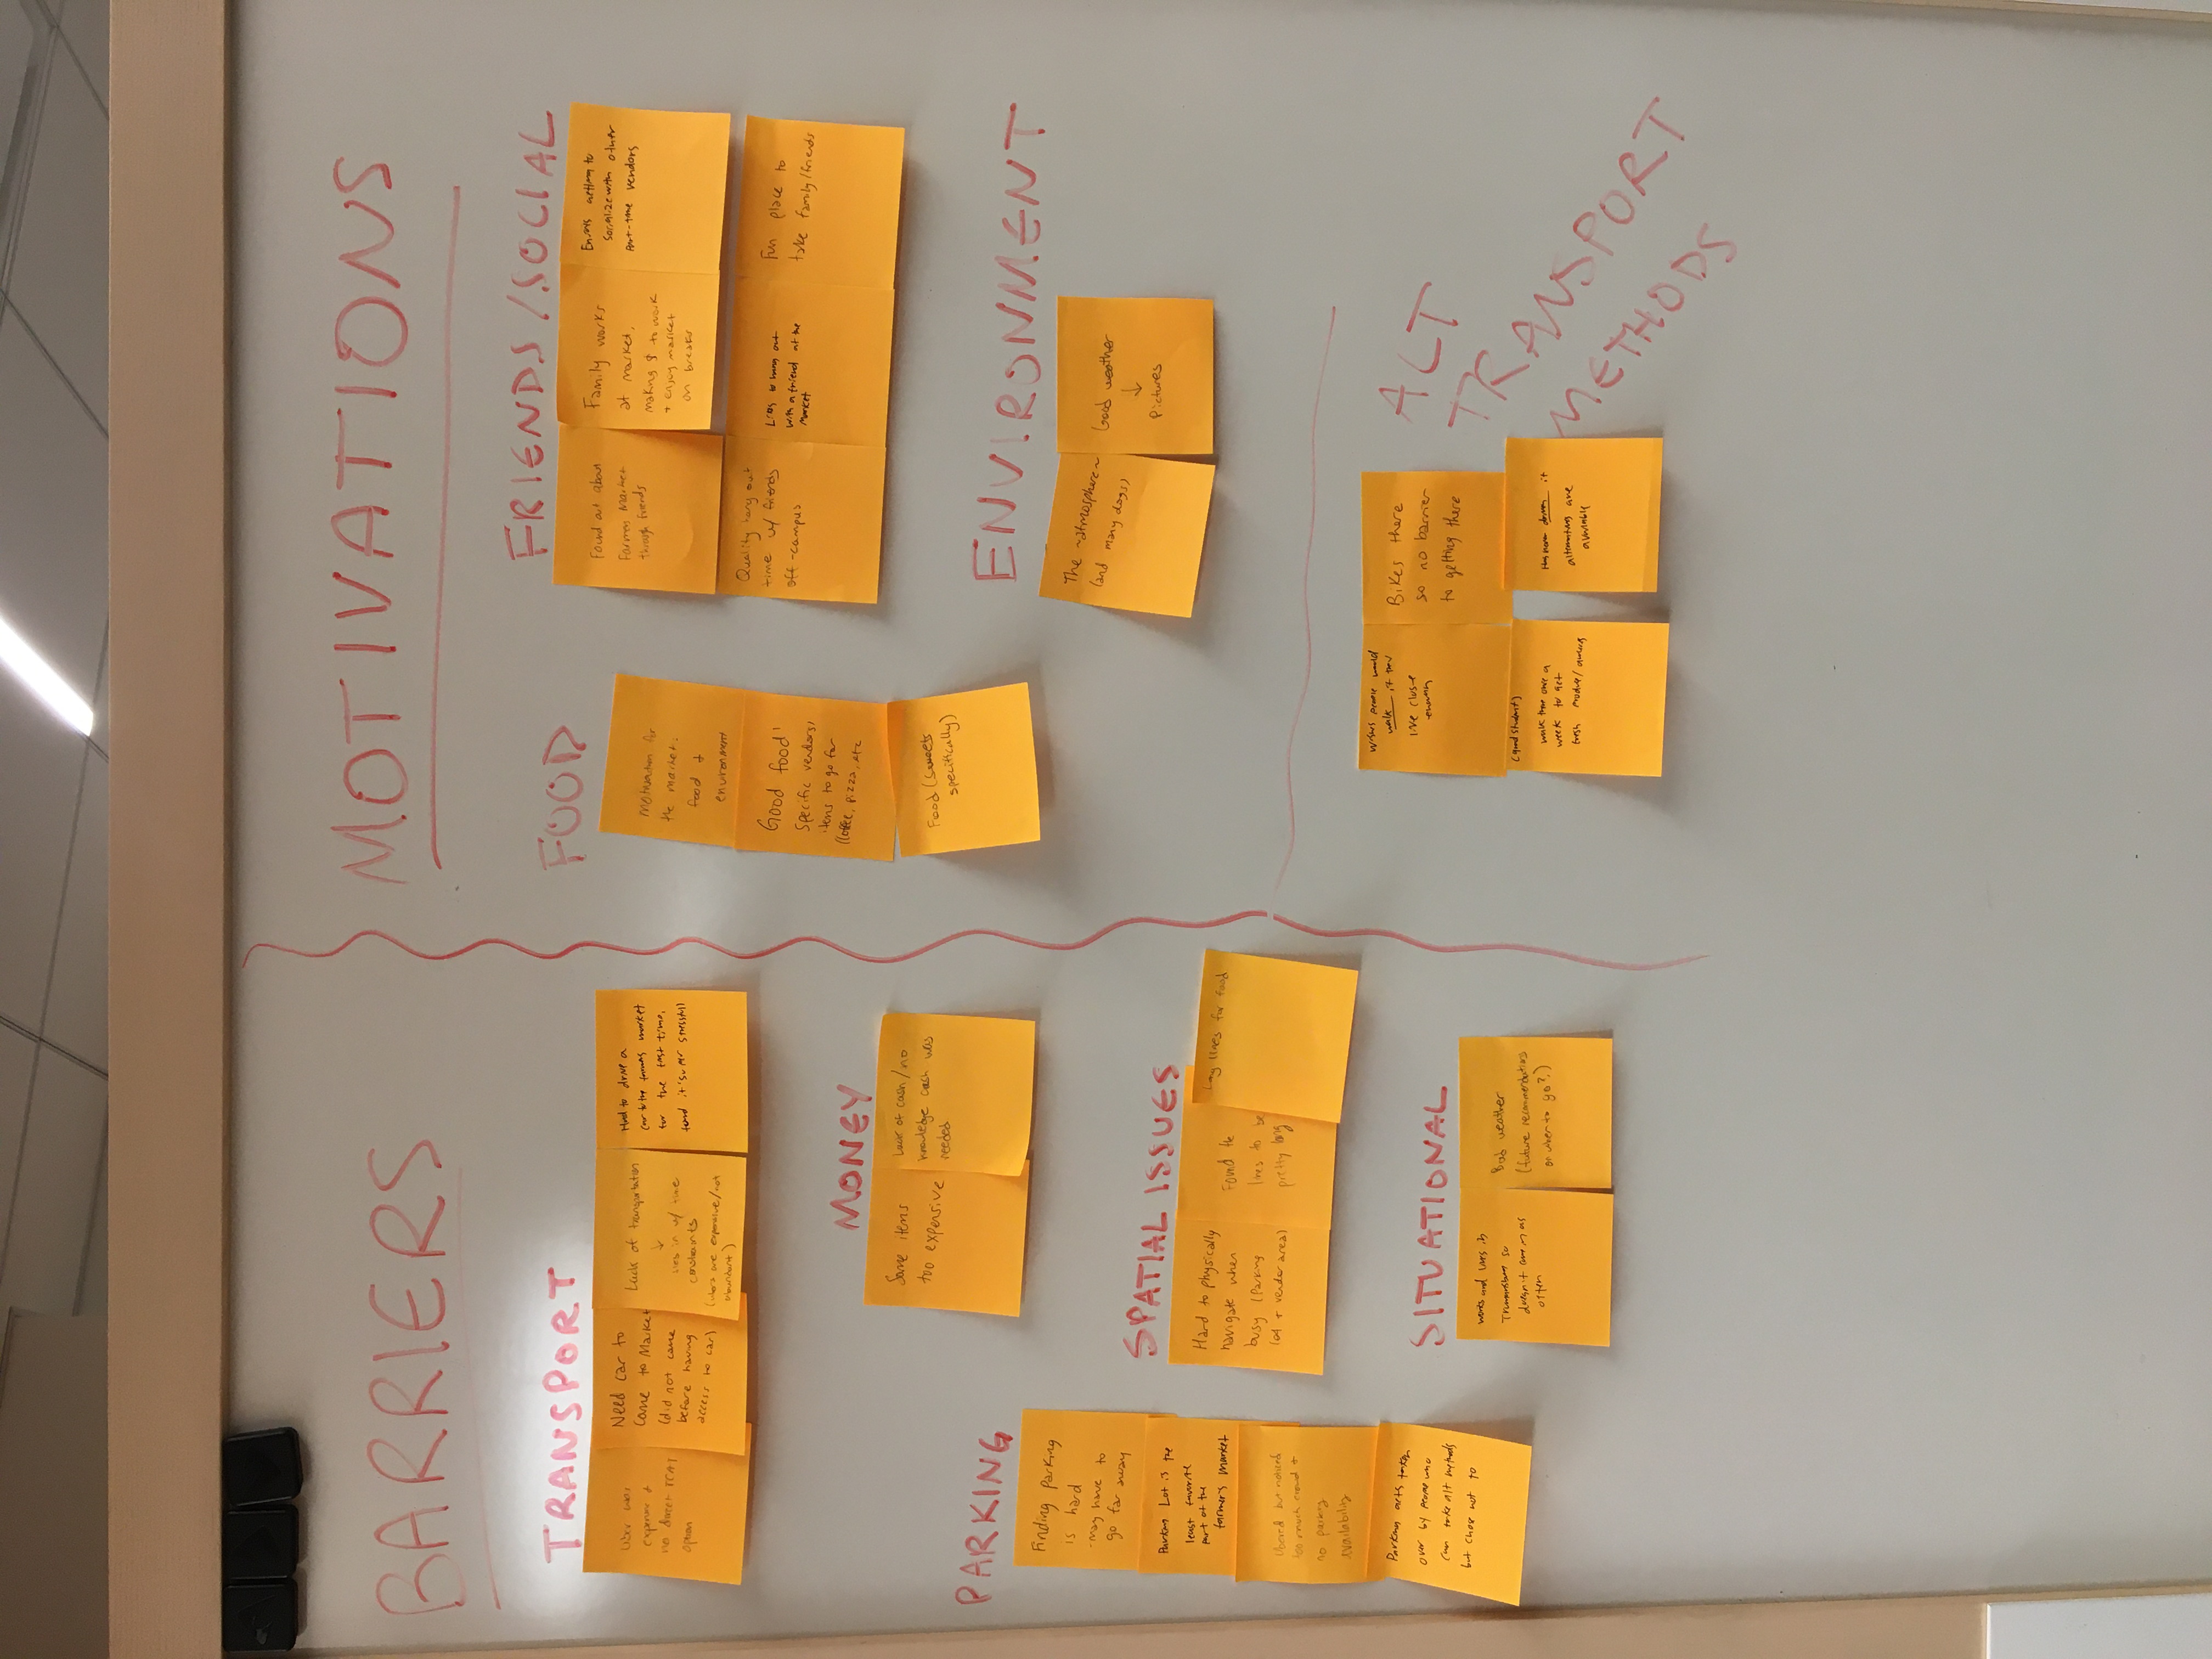 BARRIERS
TRANSPORT
Uber was
expensive &
no direct TCAT
option
Need car to
come to Market
(did not come
before having
access to car)
Lack of transportation
↓
ties in w/ time
constraints
(ubers are expensive/not
abundant)
Had to drive a
car to the farmers market
for the first time,
found it 'super stressful'
MONEY
Some items
too expensive
Lack of cash/no
knowledge cash was
needed
PARKING
Finding parking
is hard
-may have to
go far away
Parking Lot is the
least favorite
part of the
farmer's market
Ubered but noticed
too much crowd &
no parking
availability
Parking gets taken
over by people who
can take alt methods
but chose not to
SPATIAL ISSUES
Hard to physically
navigate when
busy (Parking
lot + vendor area)
Found the
lines to be
pretty long
Long lines for food
SITUATIONAL
works and lives in
Trumansburg so
doesn't come in as
often
Bad weather
(future recommendations
on when to go?)
MOTIVATIONS
FOOD
motivation for
the market:
food &
environment
Good food!
Specific vendors/
items to go for
(Coffee, pizza, etc
Food (sweets
specifically)
FRIENDS/SOCIAL
Found out about
Farmers Market
through friends
Family works
at market,
making $ to work
+ enjoy market
on breaks
Enjoys getting to
socialize with other
part-time vendors
Quality hang out
time w/ friends
off-campus
Likes to hang out
with a friend at the
market
Fun place to
take family/friends
ENVIRONMENT
The ~atmosphere~
(and many dogs)
Good weather
↓
Pictures
ALT
TRANSPORT
METHODS
Wishes people would
walk if they
live close
enough
Bikes there
so no barrier
to getting there
(grad student)
walk there once a
week to get
fresh produce/
Has never driven if
alternatives are
available